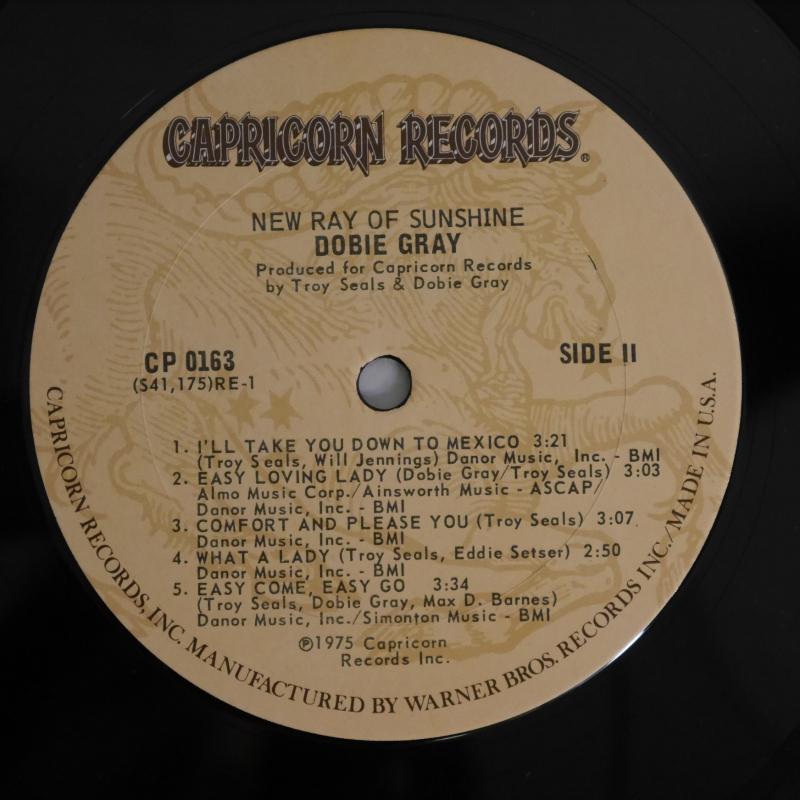 CAPRICORN RECORDS®
NEW RAY OF SUNSHINE
DOBIE GRAY
Produced for Capricorn Records
by Troy Seals & Dobie Gray
CP 0163
(S41,175)RE-1
SIDE II
1. I'LL TAKE YOU DOWN TO MEXICO 3:21
(Troy Seals, Will Jennings) Danor Music, Inc. - BMI
2. EASY LOVING LADY (Dobie Gray/Troy Seals) 3:03
Almo Music Corp./Ainsworth Music - ASCAP/
Danor Music, Inc. - BMI
3. COMFORT AND PLEASE YOU (Troy Seals) 3:07
Danor Music, Inc. - BMI
4. WHAT A LADY (Troy Seals, Eddie Setser) 2:50
Danor Music, Inc. - BMI
5. EASY COME, EASY GO 3:34
(Troy Seals, Dobie Gray, Max D. Barnes)
Danor Music, Inc./Simonton Music - BMI
℗1975 Capricorn
Records Inc.
CAPRICORN RECORDS, INC. MANUFACTURED BY WARNER BROS. RECORDS INC./MADE IN U.S.A.